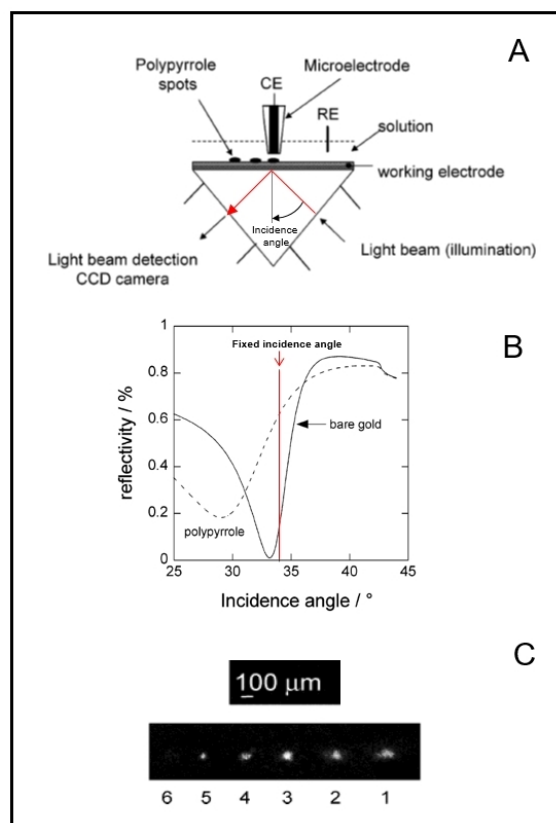 A
Polypyrrole
spots
CE
Microelectrode
RE
solution
working electrode
Incidence
angle
Light beam detection
CCD camera
Light beam (illumination)
B
1
0.8
0.6
0.4
0.2
0
reflectivity / %
Fixed incidence angle
bare gold
polypyrrole
25 30 35 40 45
Incidence angle / °
C
100 µm
6 5 4 3 2 1